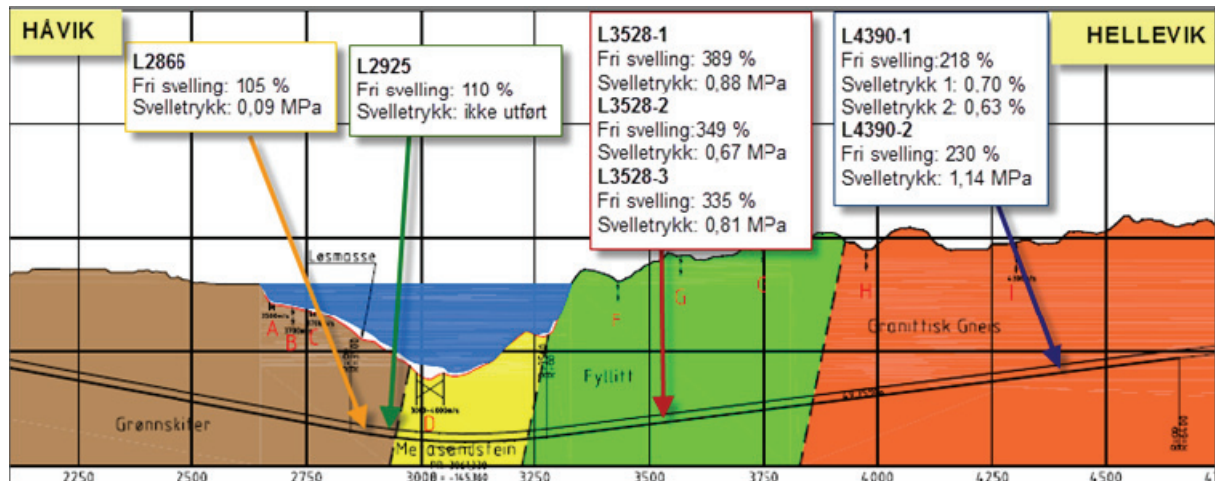 HÅVIK
HELLEVIK
L2866
Fri svelling: 105 %
Svelletrykk: 0,09 MPa
L2925
Fri svelling: 110 %
Svelletrykk: ikke utført
L3528-1
Fri svelling: 389 %
Svelletrykk: 0,88 MPa
L3528-2
Fri svelling:349 %
Svelletrykk: 0,67 MPa
L3528-3
Fri svelling: 335 %
Svelletrykk: 0,81 MPa
L4390-1
Fri svelling:218 %
Svelletrykk 1: 0,70 %
Svelletrykk 2: 0,63 %
L4390-2
Fri svelling: 230 %
Svelletrykk: 1,14 MPa
Løsmasse
A
B
C
D
F
G
C
H
I
Grønnskifer
Metasandstein
Fyllitt
Granittisk Gneis
2250
2500
2750
3000
3250
3500
3750
4000
4250
4500